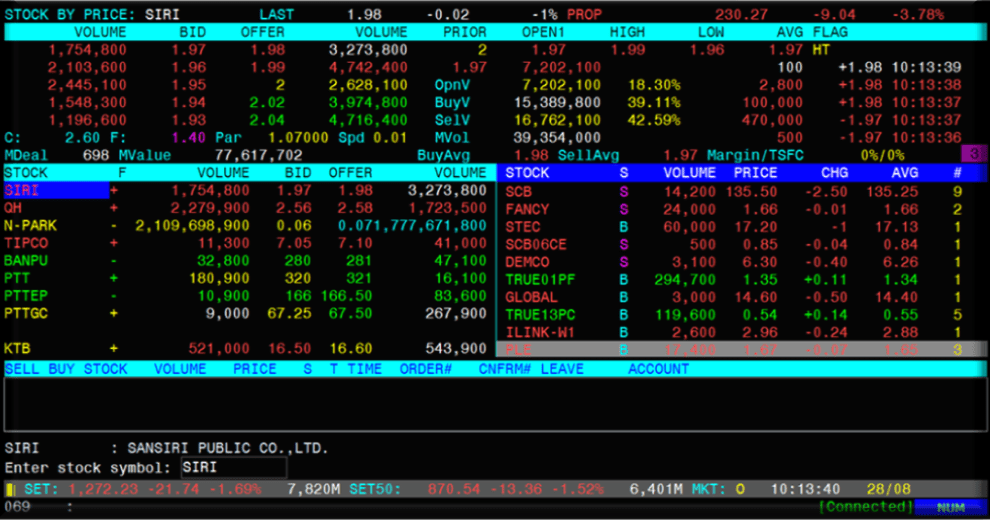 STOCK BY PRICE: SIRI LAST 1.98 -0.02 -1% PROP 230.27 -9.04 -3.78%
VOLUME BID OFFER VOLUME PRIOR OPEN1 HIGH LOW AVG FLAG
1,754,800 1.97 1.98 3,273,800 2 1.97 1.99 1.96 1.97 HT
2,103,600 1.96 1.99 4,742,400 1.97 7,202,100 100 +1.98 10:13:39
2,445,100 1.95 2 2,628,100 OpnV 7,202,100 18.30% 2,800 +1.98 10:13:38
1,548,300 1.94 2.02 3,974,800 BuyV 15,389,800 39.11% 100,000 +1.98 10:13:37
1,196,600 1.93 2.04 4,716,400 SelV 16,762,100 42.59% 470,000 -1.97 10:13:37
C: 2.60 F: 1.40 Par 1.07000 Spd 0.01 MVol 39,354,000 500 -1.97 10:13:36
MDeal 698 MValue 77,617,702 BuyAvg 1.98 SellAvg 1.97 Margin/TSFC 0%/0% 3
STOCK F VOLUME BID OFFER VOLUME STOCK S VOLUME PRICE CHG AVG #
SIRI + 1,754,800 1.97 1.98 3,273,800 SCB S 14,200 135.50 -2.50 135.25 9
QH + 2,279,900 2.56 2.58 1,723,500 FANCY S 24,000 1.66 -0.01 1.66 2
N-PARK - 2,109,698,900 0.06 0.071,777,671,800 STEC B 60,000 17.20 -1 17.13 1
TIPCO + 11,300 7.05 7.10 41,000 SCB06CE S 500 0.85 -0.04 0.84 1
BANPU - 32,800 280 281 47,100 DEMCO S 3,100 6.30 -0.40 6.26 1
PTT + 180,900 320 321 16,100 TRUE01PF B 294,700 1.35 +0.11 1.34 1
PTTEP - 10,900 166 166.50 83,600 GLOBAL B 3,000 14.60 -0.50 14.40 1
PTTGC + 9,000 67.25 67.50 267,900 TRUE13PC B 119,600 0.54 +0.14 0.55 5
ILINK-W1 B 2,600 2.96 -0.24 2.88 1
KTB + 521,000 16.50 16.60 543,900 PLE B 3
SELL BUY STOCK VOLUME PRICE S T TIME ORDER# CNFRM# LEAVE ACCOUNT
SIRI : SANSIRI PUBLIC CO.,LTD.
Enter stock symbol: SIRI
SET: 1,272.23 -21.74 -1.69% 7,820M SET50: 870.54 -13.36 -1.52% 6,401M MKT: O 10:13:40 28/08
069 : [Connected] NUM